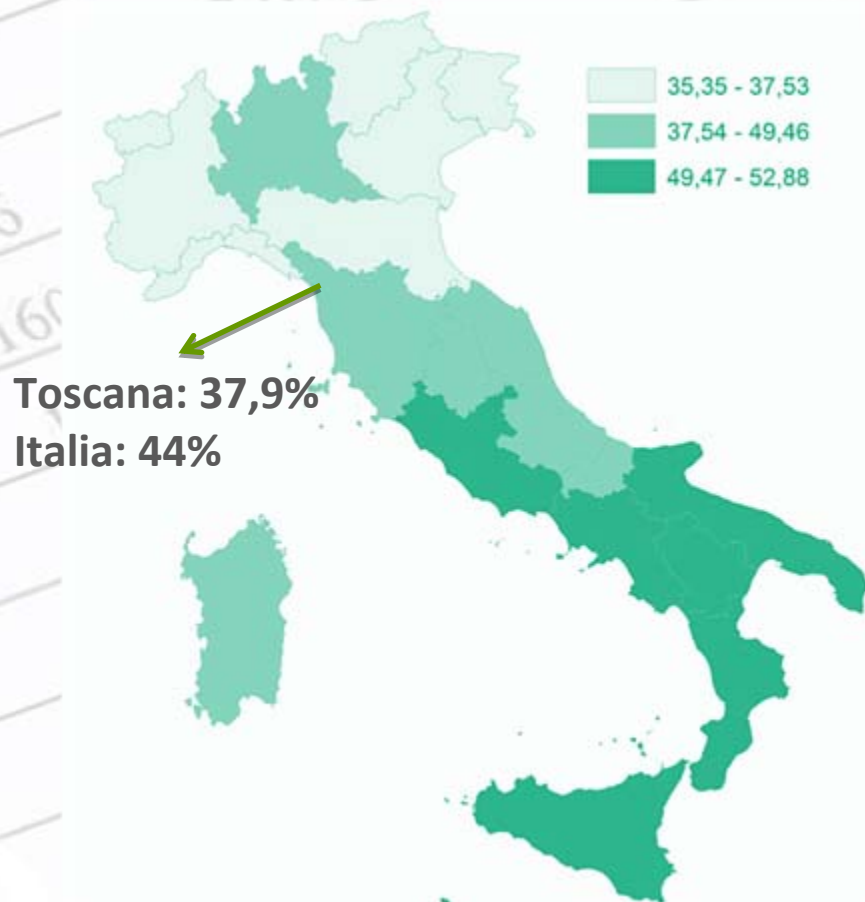 35,35 - 37,53
37,54 - 49,46
49,47 - 52,88
Toscana: 37,9%
Italia: 44%